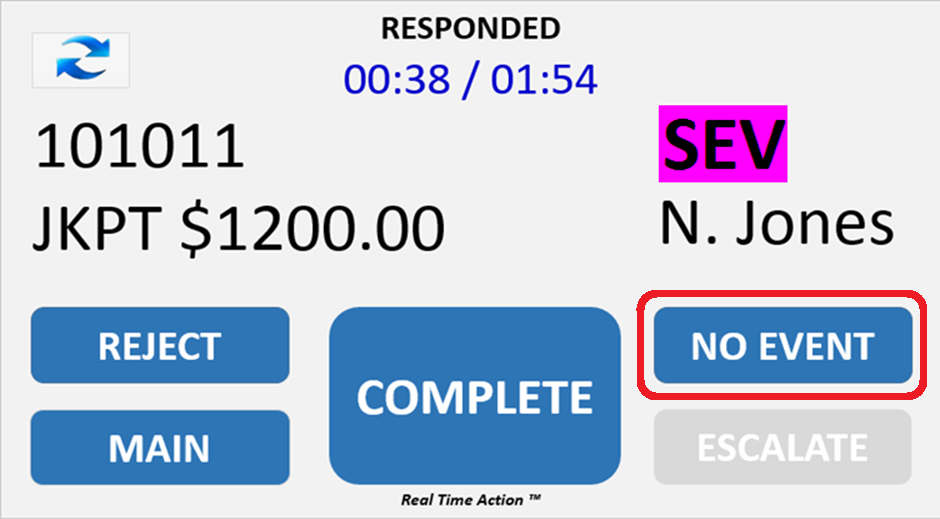 RESPONDED
00:38 / 01:54
101011
SEV
JKPT $1200.00
N. Jones
REJECT
COMPLETE
NO EVENT
MAIN
ESCALATE
Real Time Action ™